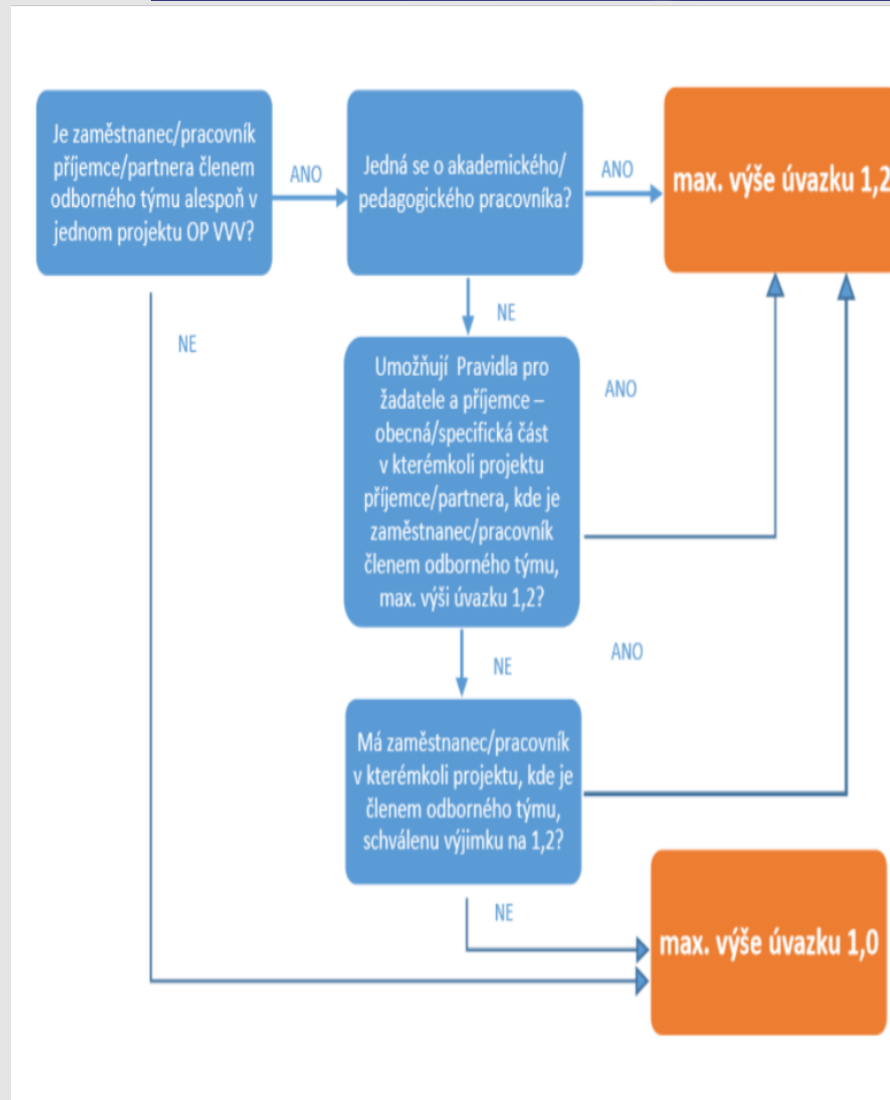 Je zaměstnanec/pracovník
příjemce/partnera členem
odborného týmu alespoň v
jednom projektu OP VVV?
ANO
Jedná se o akademického/
pedagogického pracovníka?
ANO
max. výše úvazku 1,2
NE
NE
Umožňují Pravidla pro
žadatele a příjemce –
obecná/specifická část
v kterémkoli projektu
příjemce/partnera, kde je
zaměstnanec/pracovník
členem odborného týmu,
max. výši úvazku 1,2?
ANO
NE
ANO
Má zaměstnanec/pracovník
v kterémkoli projektu, kde je
členem odborného týmu,
schválenu výjimku na 1,2?
NE
max. výše úvazku 1,0